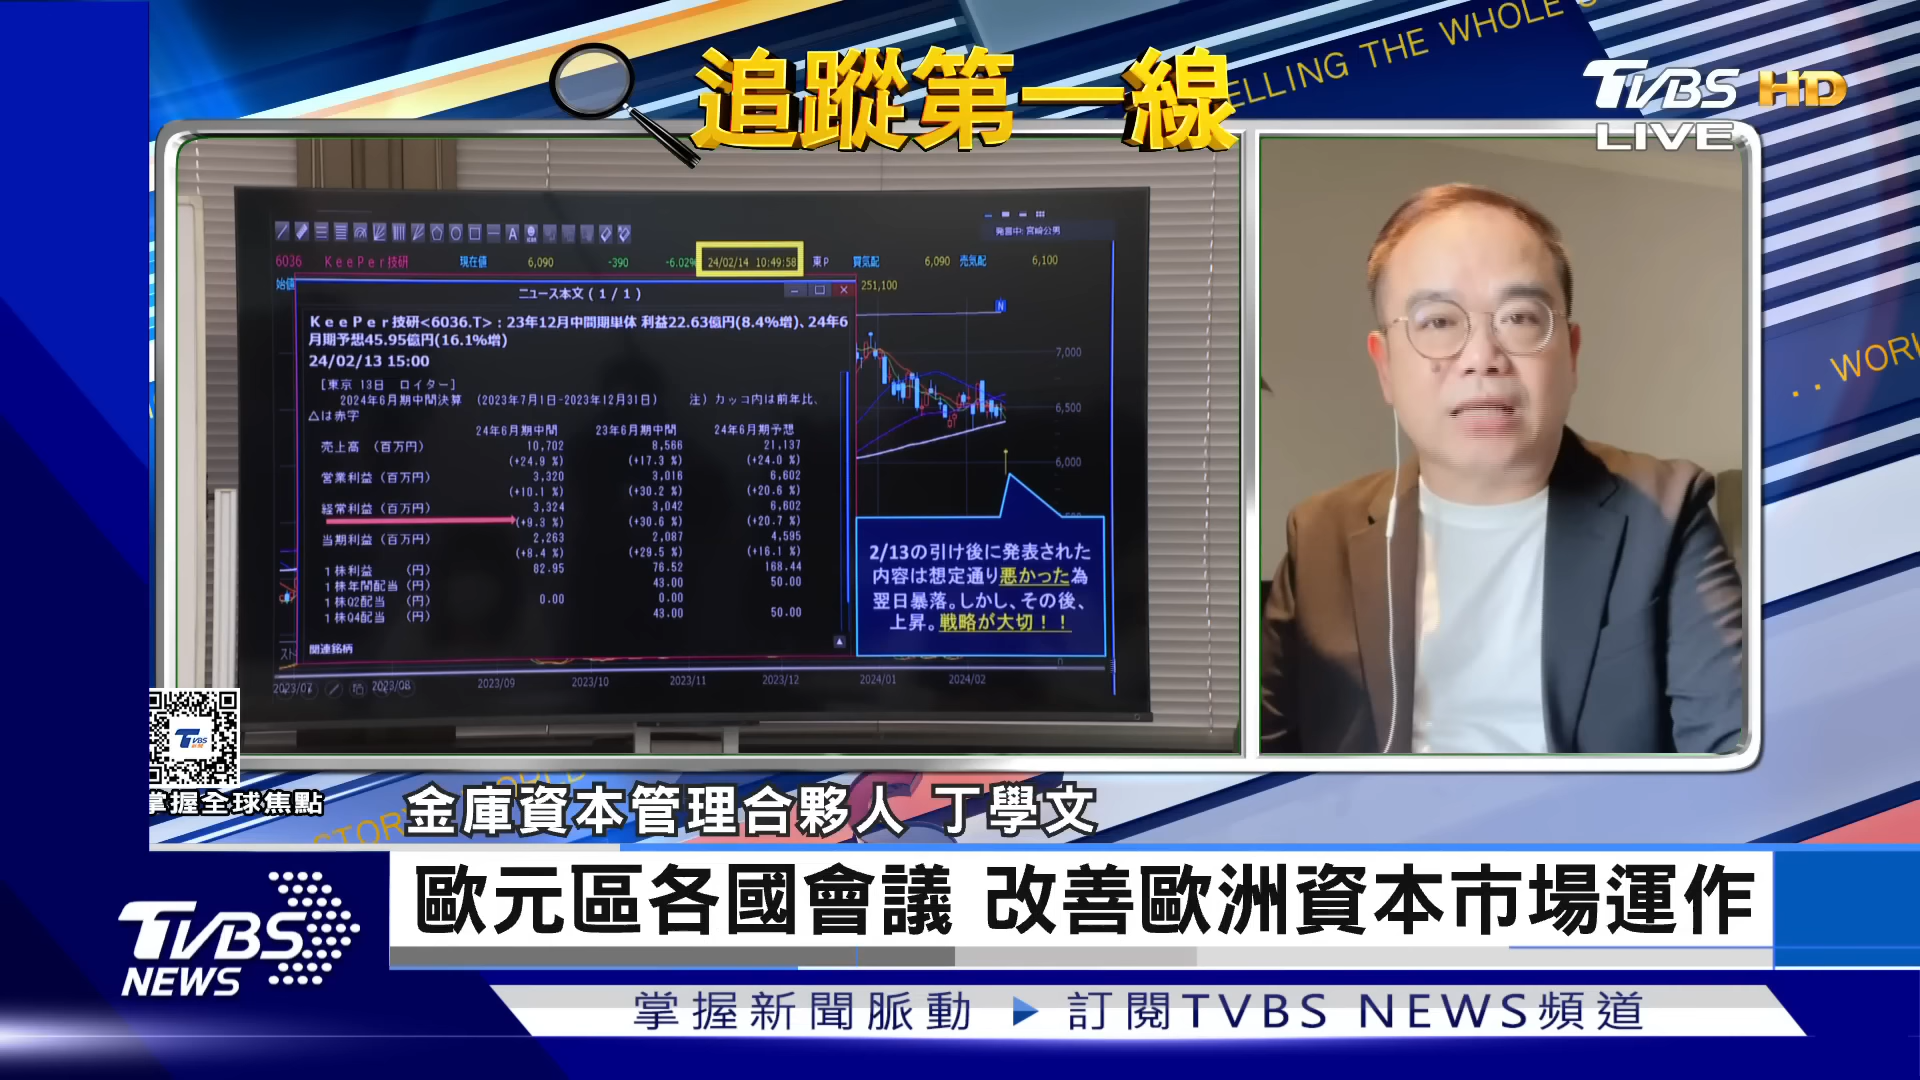 追蹤第一線
ELLING THE WHOLE
TVBS HD
LIVE
... WOR
発言中: 宮崎公男
6036 KeePer技研 現在値 6,090 -390 -6.02% 24/02/14 10:49:58 東P 買気配 6,090 売気配 6,100
始値
251,100
ニュース本文 ( 1 / 1 )
KeePer技研<6036.T>:23年12月中間期単体 利益22.63億円(8.4%増)、24年6
月期予想45.95億円(16.1%増)
24/02/13 15:00
[東京 13日 ロイター]
2024年6月期中間決算 (2023年7月1日-2023年12月31日) 注) カッコ内は前年比、
△は赤字
24年6月期中間 23年6月期中間 24年6月期予想
売上高 (百万円) 10,702 8,566 21,137
(+24.9 %) (+17.3 %) (+24.0 %)
営業利益 (百万円) 3,320 3,016 6,602
(+10.1 %) (+30.2 %) (+20.6 %)
経常利益 (百万円) 3,324 3,042 6,602
(+9.3 %) (+30.6 %) (+20.7 %)
当期利益 (百万円) 2,263 2,087 4,595
(+8.4 %) (+29.5 %) (+16.1 %)
1株利益 (円) 82.95 76.52 168.44
1株年間配当 (円) 43.00 50.00
1株Q2配当 (円) 0.00 0.00
1株Q4配当 (円) 43.00 50.00
関連銘柄
7,000
6,500
6,000
2/13の引け後に発表された
内容は想定通り悪かった為
翌日暴落。しかし、その後、
上昇。戦略が大切！！
2023/07 2023/08 2023/09 2023/10 2023/11 2023/12 2024/01 2024/02
TVBS
掌握全球焦點
金庫資本管理合夥人 丁學文
歐元區各國會議 改善歐洲資本市場運作
TVBS
NEWS
掌握新聞脈動 ▶ 訂閱TVBS NEWS頻道